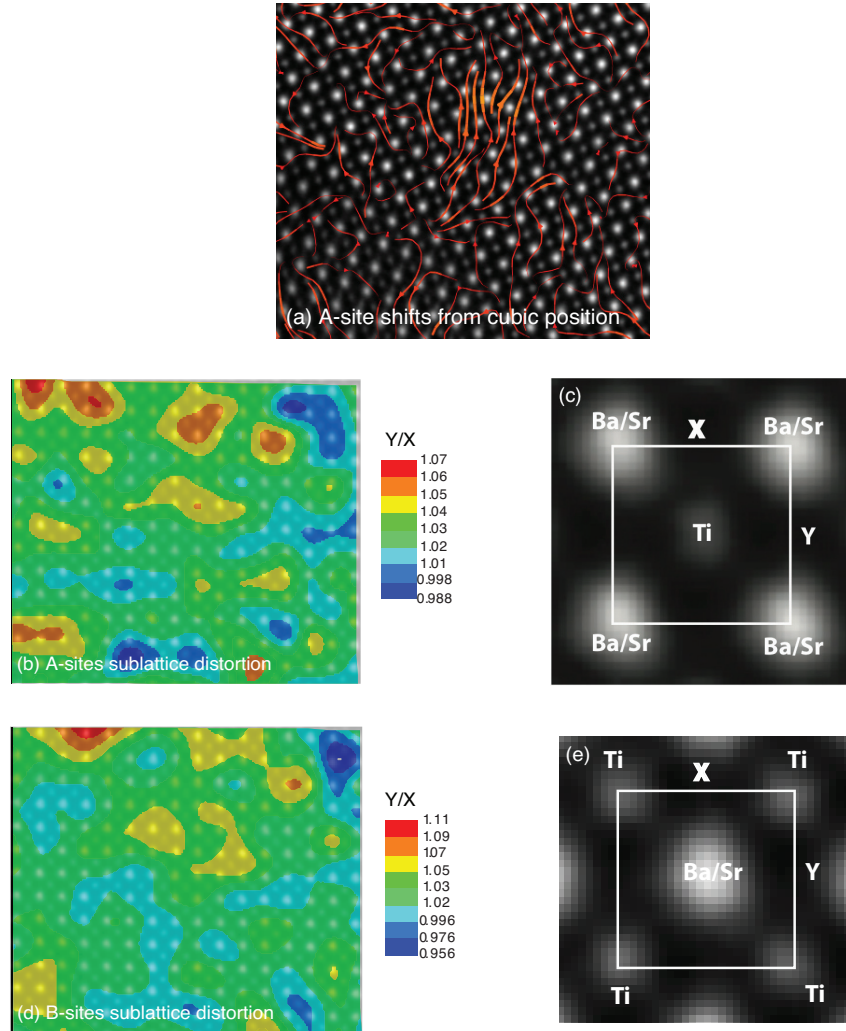 (a) A-site shifts from cubic position
Y/X
1.07
1.06
1.05
1.04
1.03
1.02
1.01
0.998
0.988
(b) A-sites sublattice distortion
(c)
Ba/Sr
X
Ba/Sr
Ti
Y
Ba/Sr
Ba/Sr
Y/X
1.11
1.09
1.07
1.05
1.03
1.02
0.996
0.976
0.956
(d) B-sites sublattice distortion
(e)
Ti
X
Ti
Ba/Sr
Y
Ti
Ti